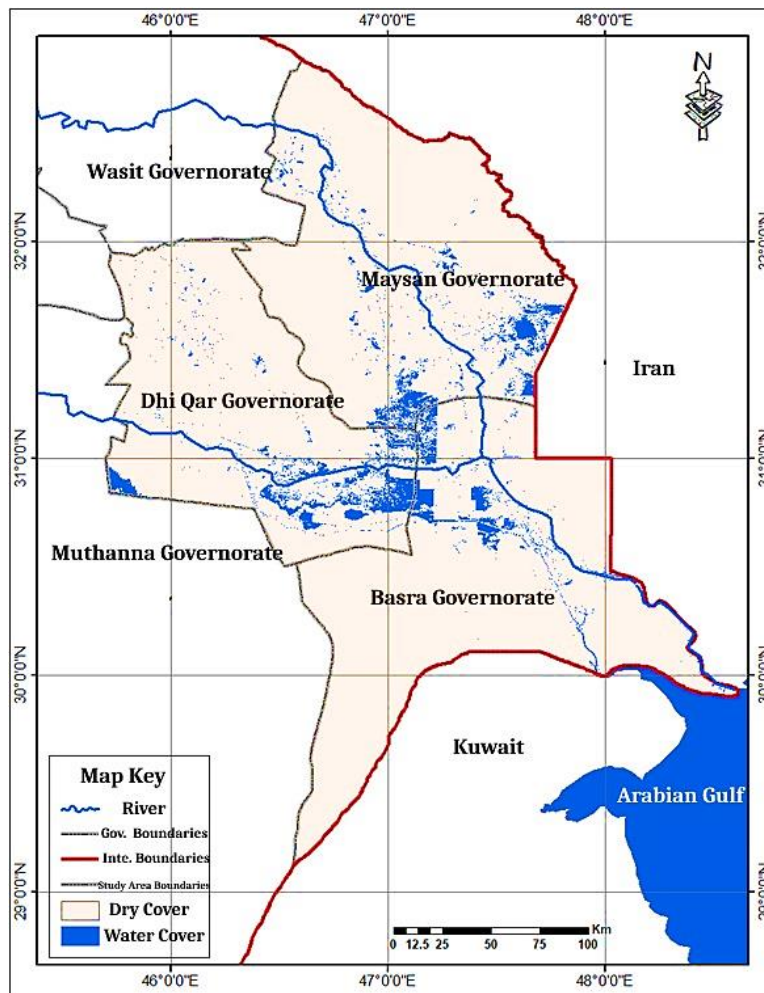 46°0'0"E 47°0'0"E 48°0'0"E
N
Wasit Governorate
32°0'0"N
Maysan Governorate
Iran
Dhi Qar Governorate
31°0'0"N
Muthanna Governorate
Basra Governorate
30°0'0"N
Kuwait
Arabian Gulf
29°0'0"N
Map Key
River
Gov. Boundaries
Inte. Boundaries
Study Area Boundaries
Dry Cover
Water Cover
Km
0 12.5 25 50 75 100
46°0'0"E 47°0'0"E 48°0'0"E